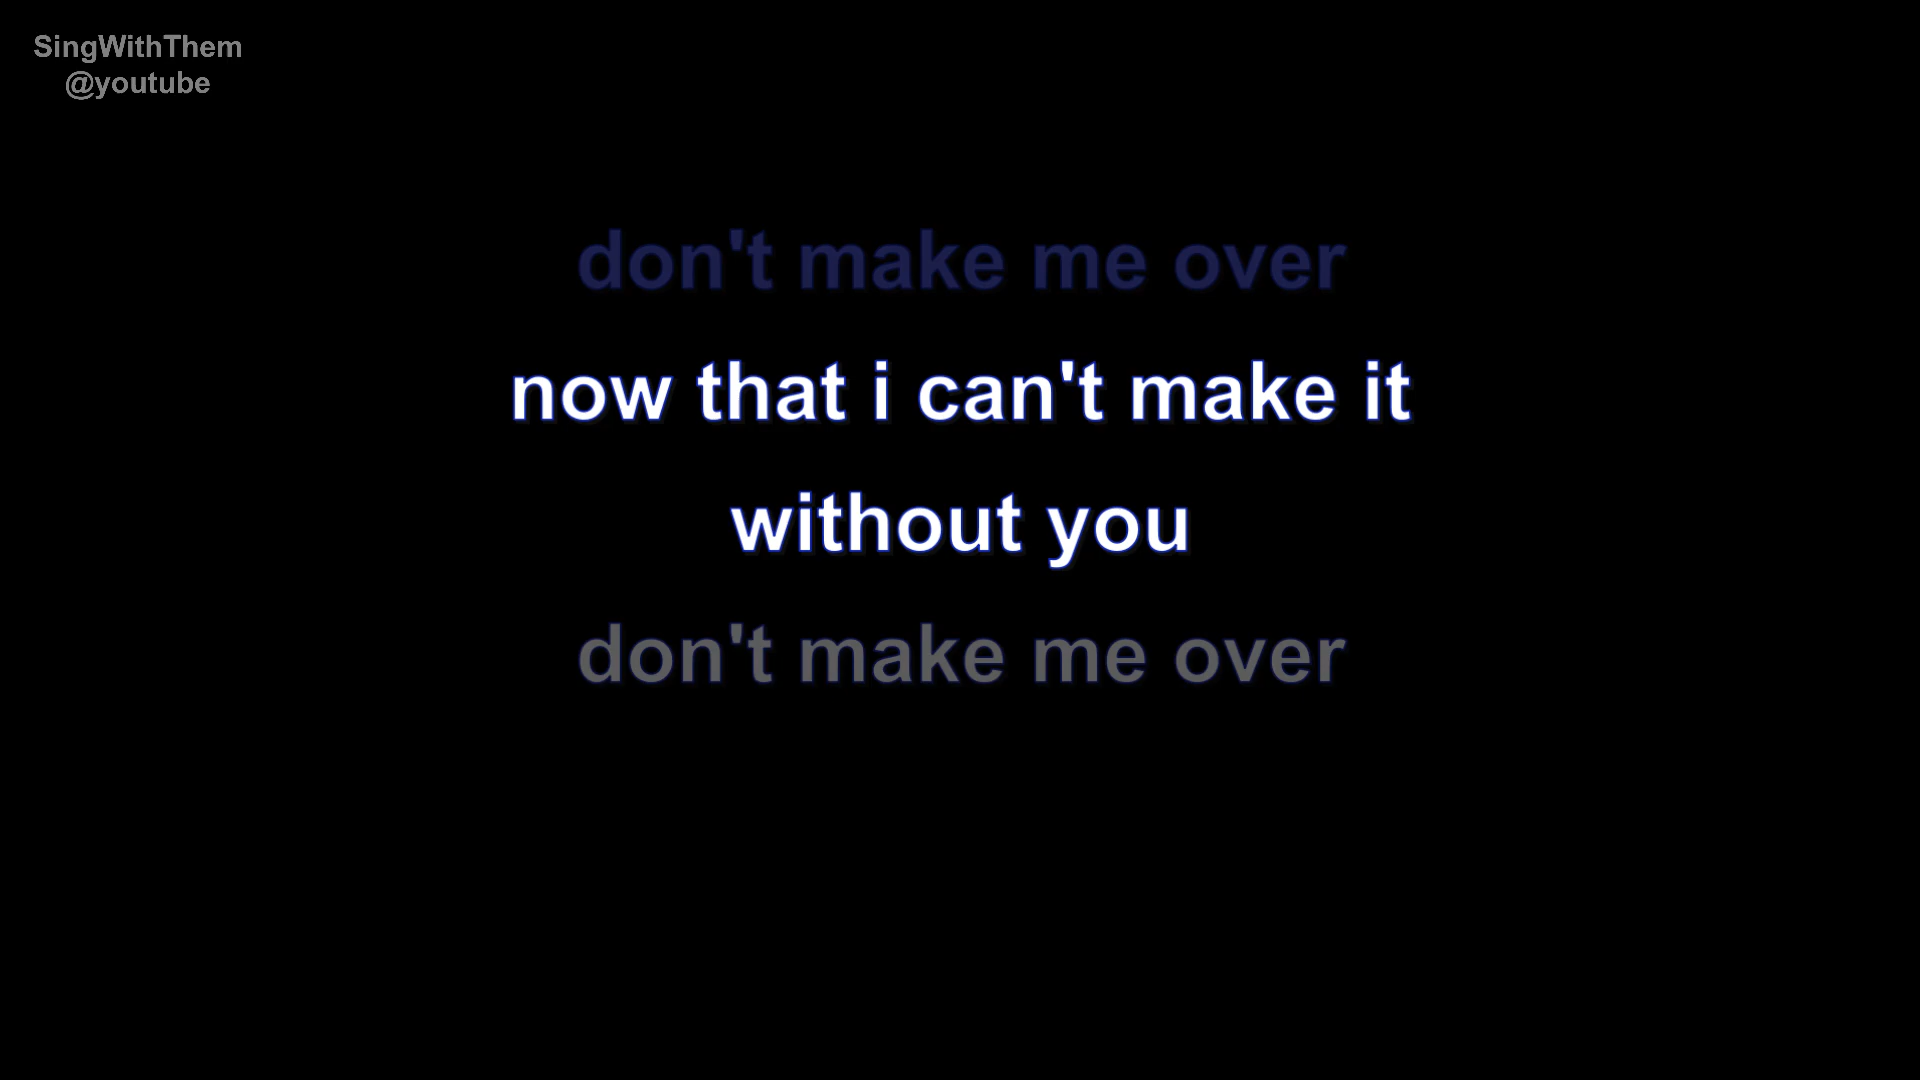 SingWithThem
@youtube
don't make me over
now that i can't make it
without you
don't make me over